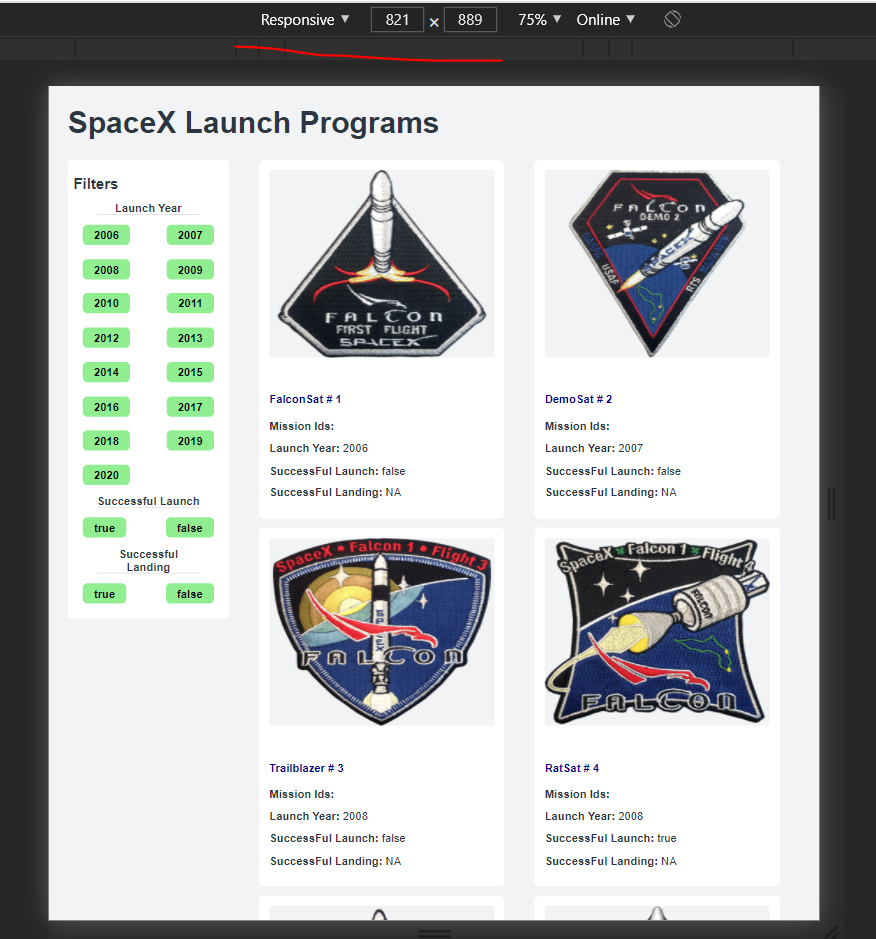 Responsive ▼ 821 × 889 75% ▼ Online ▼
SpaceX Launch Programs
Filters
Launch Year
2006 2007
2008 2009
2010 2011
2012 2013
2014 2015
2016 2017
2018 2019
2020
Successful Launch
true false
Successful
Landing
true false
FALCON
FIRST FLIGHT
SPACEX
FalconSat # 1
Mission Ids:
Launch Year: 2006
SuccessFul Launch: false
SuccessFul Landing: NA
FALCON
DEMO 2
SPACEX
USAF
RTS
DemoSat # 2
Mission Ids:
Launch Year: 2007
SuccessFul Launch: false
SuccessFul Landing: NA
SpaceX • Falcon 1 • Flight 3
SPACEX
FALCON
Trailblazer # 3
Mission Ids:
Launch Year: 2008
SuccessFul Launch: false
SuccessFul Landing: NA
SpaceX Falcon 1 Flight 4
FALCON
FALCON
RatSat # 4
Mission Ids:
Launch Year: 2008
SuccessFul Launch: true
SuccessFul Landing: NA